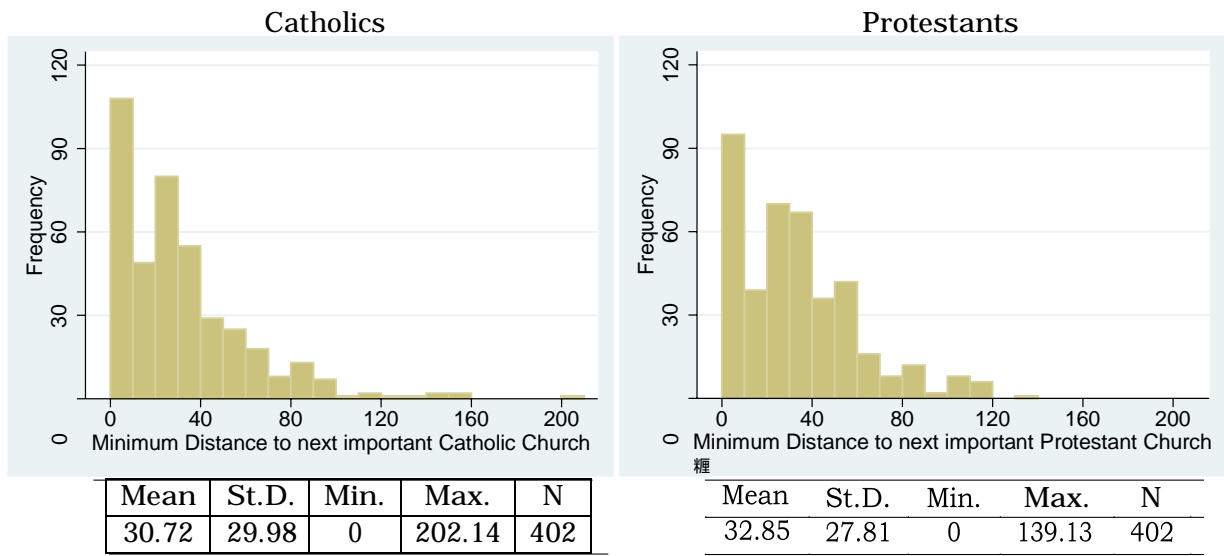 Catholics
120
90
60
30
0
Frequency
0 40 80 120 160 200
Minimum Distance to next important Catholic Church
Mean St.D. Min. Max. N
30.72 29.98 0 202.14 402
Protestants
120
90
60
30
0
Frequency
0 40 80 120 160 200
Minimum Distance to next important Protestant Church
糎
Mean St.D. Min. Max. N
32.85 27.81 0 139.13 402